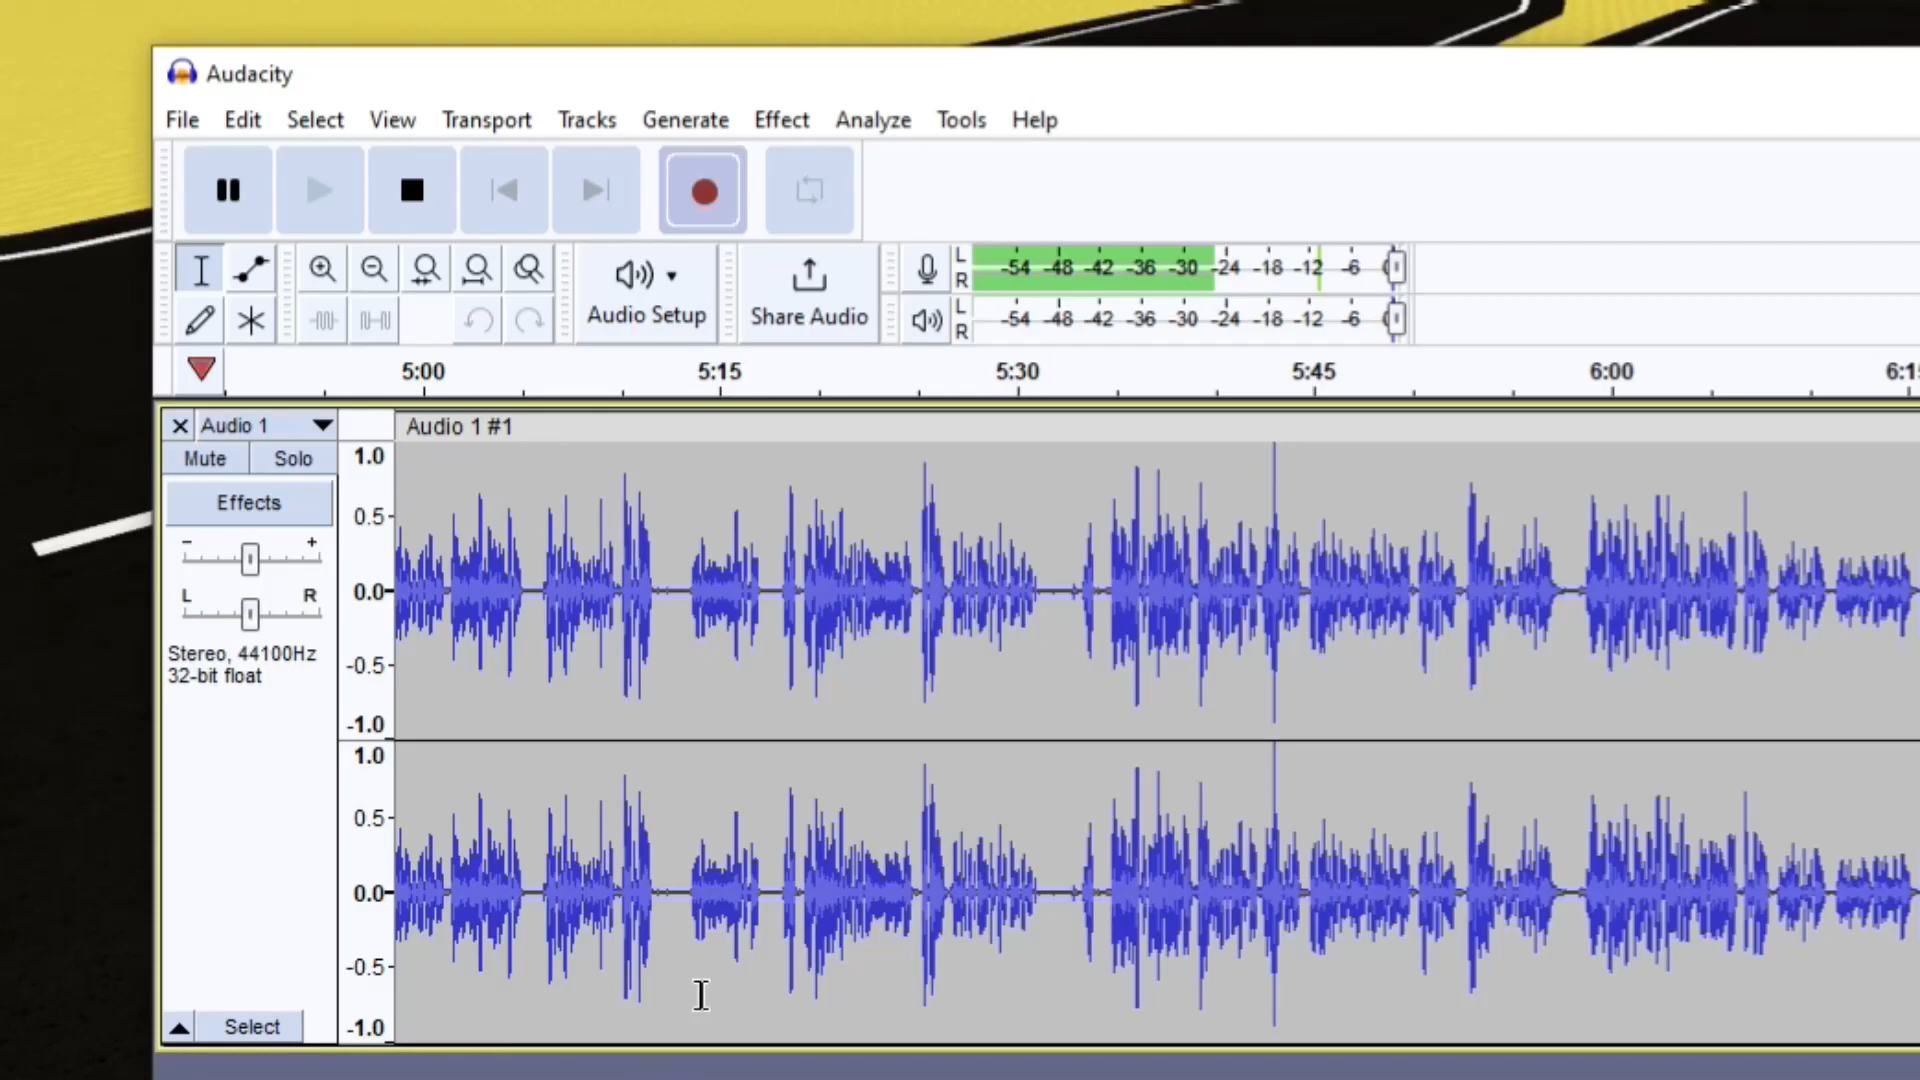 Audacity
File Edit Select View Transport Tracks Generate Effect Analyze Tools Help
L
R
-54 -48 -42 -36 -30 -24 -18 -12 -6
Audio Setup
Share Audio
L
R
-54 -48 -42 -36 -30 -24 -18 -12 -6
5:00 5:15 5:30 5:45 6:00
Audio 1
Audio 1 #1
Mute Solo
Effects
- +
L R
Stereo, 44100Hz
32-bit float
1.0
0.5
0.0
-0.5
-1.0
1.0
0.5
0.0
-0.5
-1.0
Select